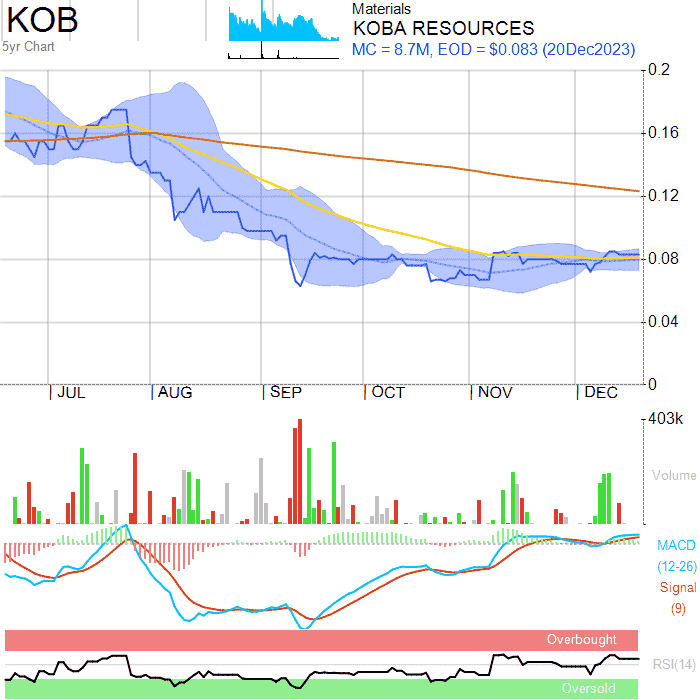 KOB
5yr Chart
Materials
KOBA RESOURCES
MC = 8.7M, EOD = $0.083 (20Dec2023)
0.2
0.16
0.12
0.08
0.04
0
JUL AUG SEP OCT NOV DEC
403k
Volume
MACD
(12-26)
Signal
(9)
Overbought
RSI(14)
Oversold